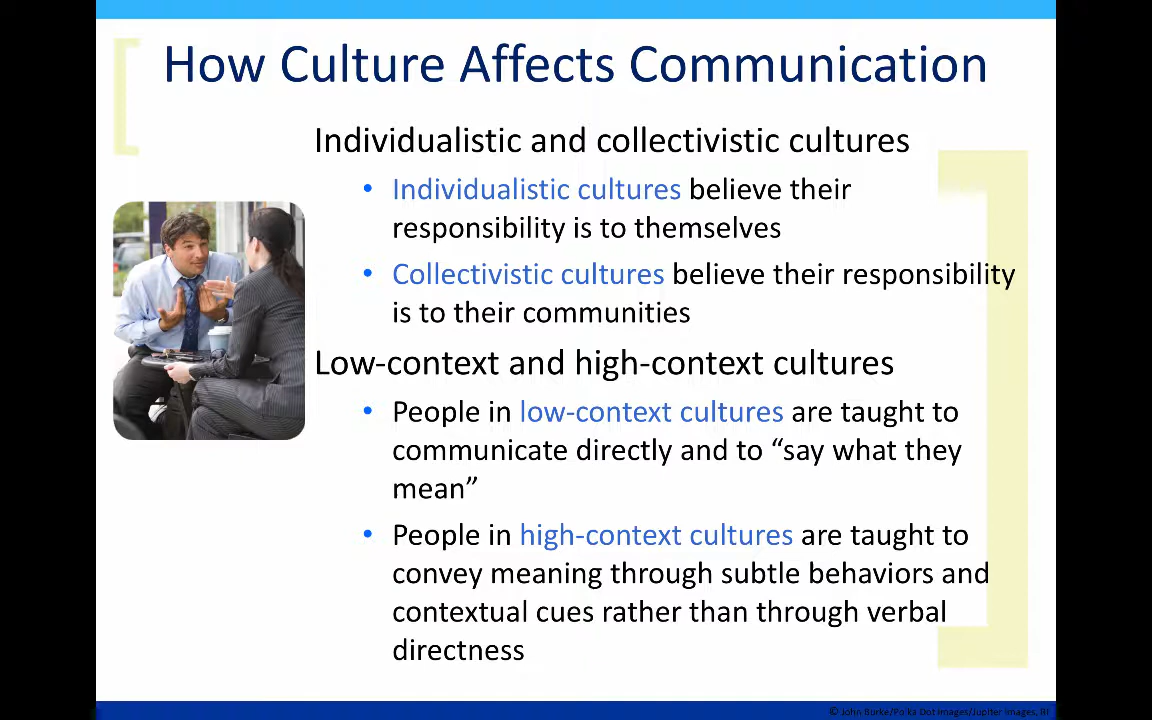 How Culture Affects Communication
Individualistic and collectivistic cultures
• Individualistic cultures believe their
responsibility is to themselves
• Collectivistic cultures believe their responsibility
is to their communities
Low-context and high-context cultures
• People in low-context cultures are taught to
communicate directly and to “say what they
mean”
• People in high-context cultures are taught to
convey meaning through subtle behaviors and
contextual cues rather than through verbal
directness
© John Burke/Polka Dot Images/Jupiter Images, RF